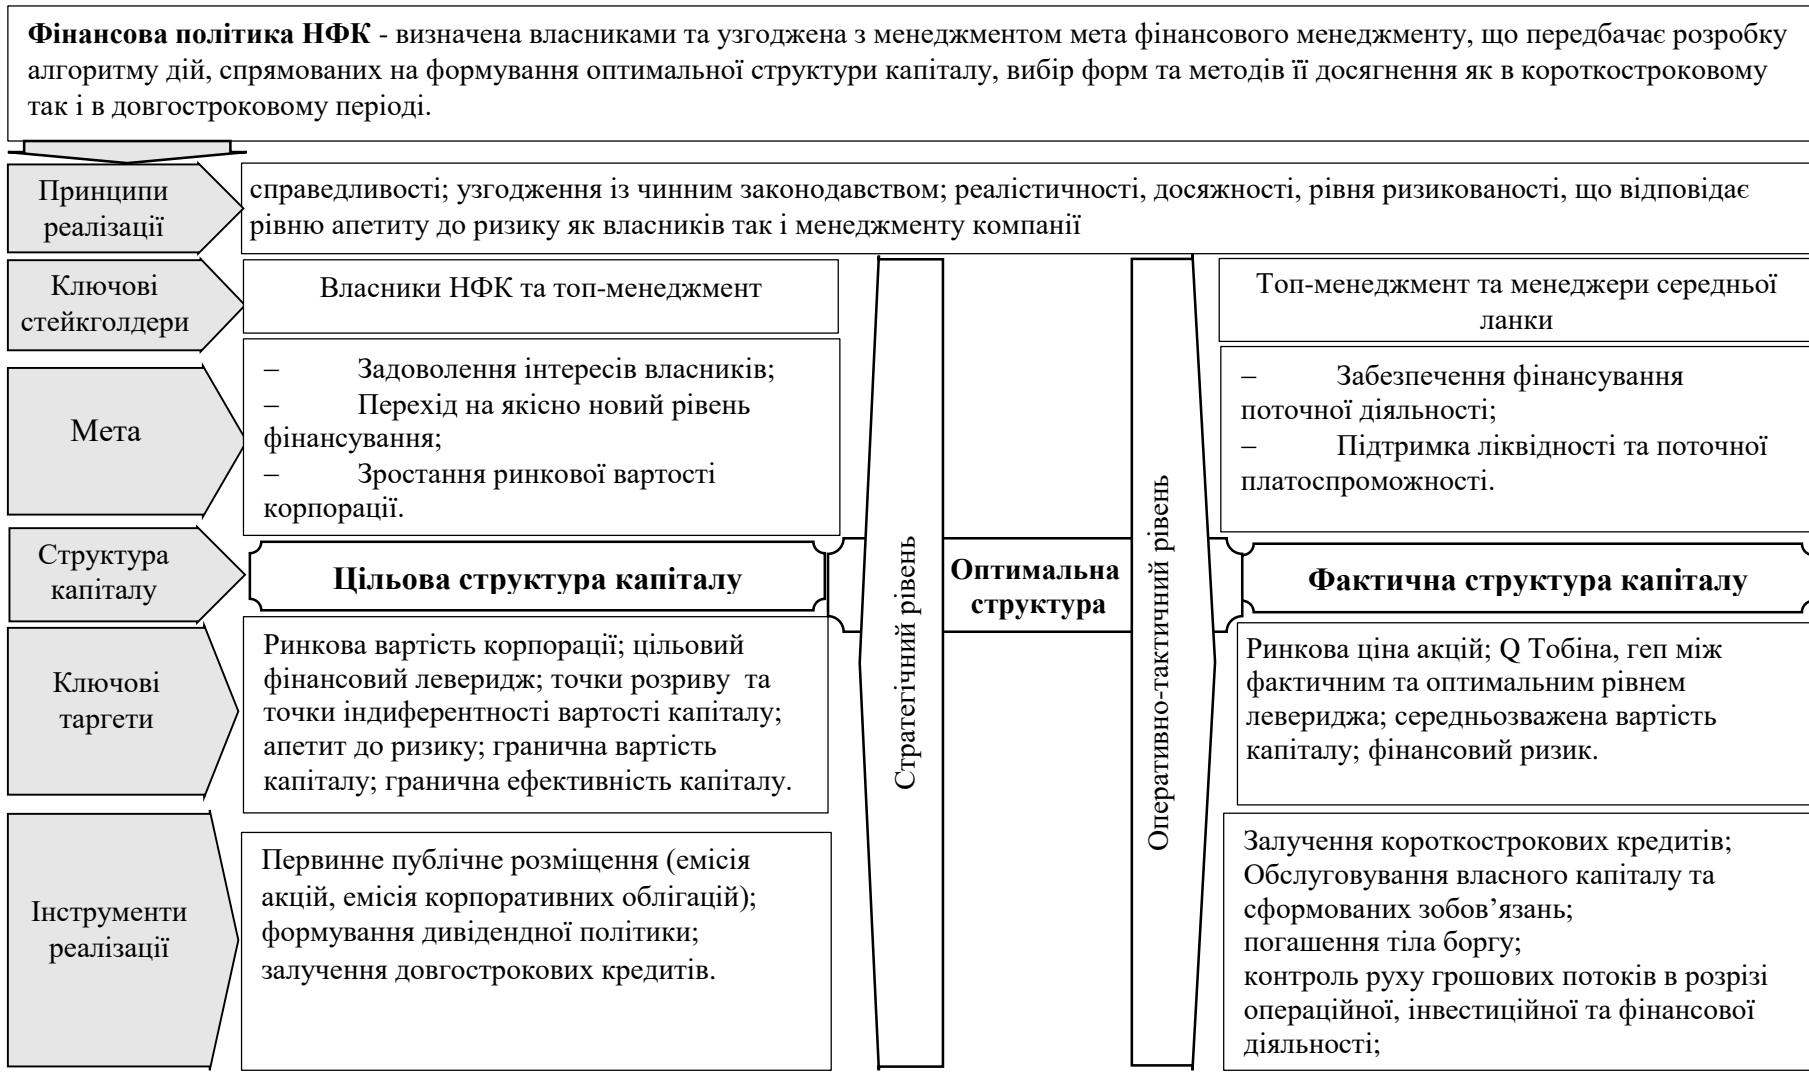 Фінансова політика НФК - визначена власниками та узгоджена з менеджментом мета фінансового менеджменту, що передбачає розробку
алгоритму дій, спрямованих на формування оптимальної структури капіталу, вибір форм та методів її досягнення як в короткостроковому
так і в довгостроковому періоді.
Принципи
реалізації
справедливості; узгодження із чинним законодавством; реалістичності, досяжності, рівня ризикованості, що відповідає
рівню апетиту до ризику як власників так і менеджменту компанії
Ключові
стейкголдери
Власники НФК та топ-менеджмент
Топ-менеджмент та менеджери середньої
ланки
Мета
– Задоволення інтересів власників;
– Перехід на якісно новий рівень
фінансування;
– Зростання ринкової вартості
корпорації.
– Забезпечення фінансування
поточної діяльності;
– Підтримка ліквідності та поточної
платоспроможності.
Стратегічний рівень
Оперативно-тактичний рівень
Структура
капіталу
Цільова структура капіталу
Оптимальна
структура
Фактична структура капіталу
Ключові
таргети
Ринкова вартість корпорації; цільовий
фінансовий леверидж; точки розриву та
точки індиферентності вартості капіталу;
апетит до ризику; гранична вартість
капіталу; гранична ефективність капіталу.
Ринкова ціна акцій; Q Тобіна, геп між
фактичним та оптимальним рівнем
левериджа; середньозважена вартість
капіталу; фінансовий ризик.
Інструменти
реалізації
Первинне публічне розміщення (емісія
акцій, емісія корпоративних облігацій);
формування дивідендної політики;
залучення довгострокових кредитів.
Залучення короткострокових кредитів;
Обслуговування власного капіталу та
сформованих зобов’язань;
погашення тіла боргу;
контроль руху грошових потоків в розрізі
операційної, інвестиційної та фінансової
діяльності;